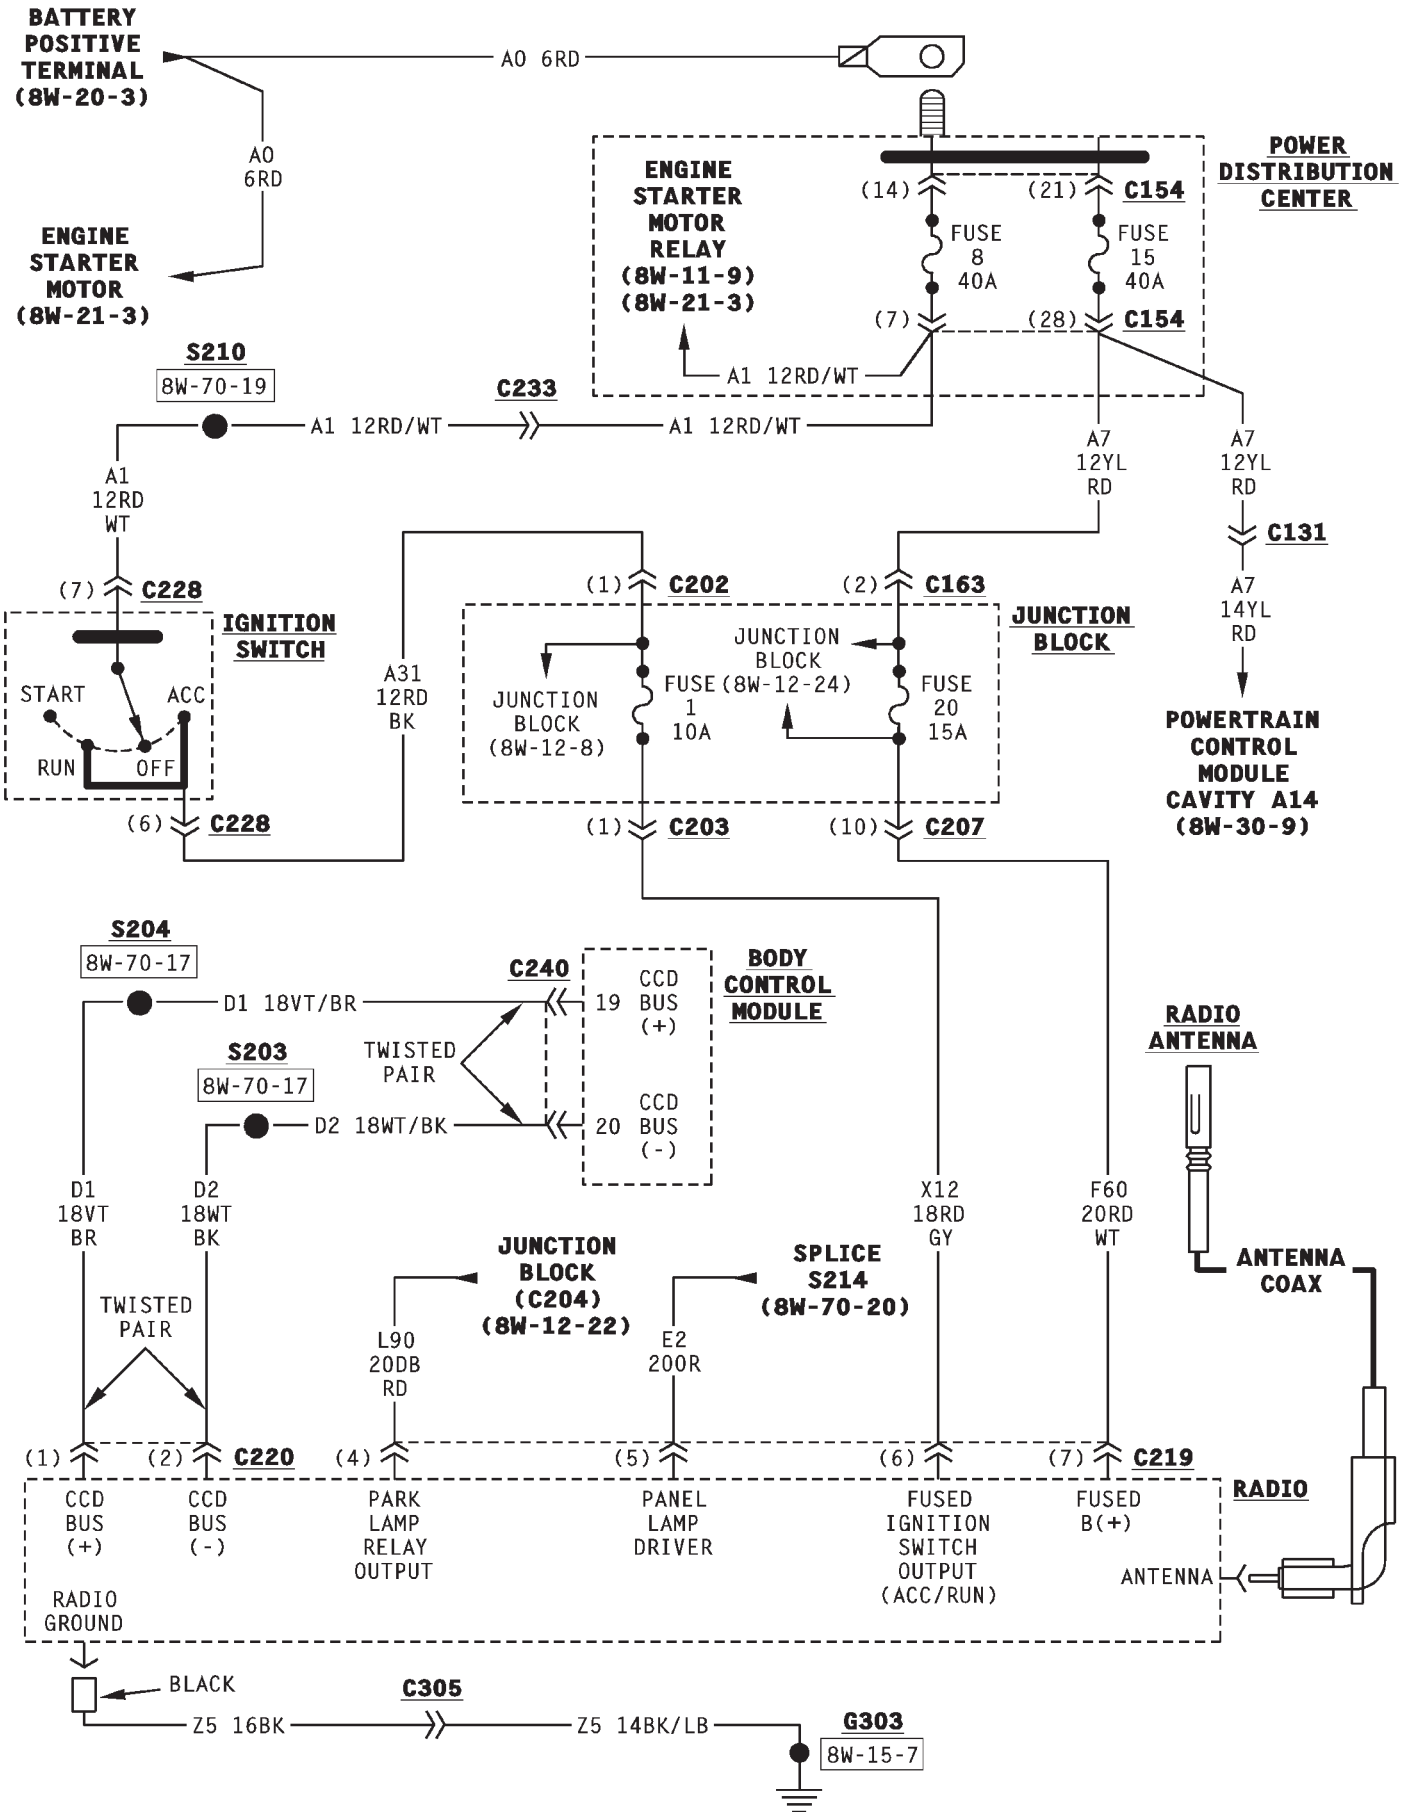 BATTERY
POSITIVE
TERMINAL
(8W-20-3)
A0 6RD
A0
6RD
ENGINE
STARTER
MOTOR
(8W-21-3)
ENGINE
STARTER
MOTOR
RELAY
(8W-11-9)
(8W-21-3)
POWER
DISTRIBUTION
CENTER
(14)
(21)
C154
FUSE
8
40A
FUSE
15
40A
(7)
(28)
C154
A1 12RD/WT
S210
8W-70-19
C233
A1 12RD/WT
A1 12RD/WT
A1
12RD
WT
A7
12YL
RD
A7
12YL
RD
C131
A7
14YL
RD
POWERTRAIN
CONTROL
MODULE
CAVITY A14
(8W-30-9)
(7)
C228
IGNITION
SWITCH
START
ACC
RUN
OFF
(6)
C228
A31
12RD
BK
(1)
C202
(2)
C163
JUNCTION
BLOCK
JUNCTION
BLOCK
(8W-12-8)
FUSE
1
10A
JUNCTION
BLOCK
(8W-12-24)
FUSE
20
15A
(1)
C203
(10)
C207
S204
8W-70-17
D1 18VT/BR
C240
19
CCD
BUS
(+)
BODY
CONTROL
MODULE
S203
8W-70-17
TWISTED
PAIR
D2 18WT/BK
20
CCD
BUS
(-)
RADIO
ANTENNA
D1
18VT
BR
D2
18WT
BK
X12
18RD
GY
F60
20RD
WT
JUNCTION
BLOCK
(C204)
(8W-12-22)
SPLICE
S214
(8W-70-20)
ANTENNA
COAX
TWISTED
PAIR
L90
20DB
RD
E2
200R
(1)
(2)
C220
(4)
(5)
(6)
(7)
C219
RADIO
CCD
BUS
(+)
CCD
BUS
(-)
PARK
LAMP
RELAY
OUTPUT
PANEL
LAMP
DRIVER
FUSED
IGNITION
SWITCH
OUTPUT
(ACC/RUN)
FUSED
B(+)
ANTENNA
RADIO
GROUND
BLACK
Z5 16BK
C305
Z5 14BK/LB
G303
8W-15-7